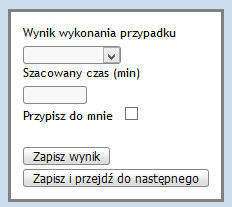 Wynik wykonania przypadku
Szacowany czas (min)
Przypisz do mnie
Zapisz wynik
Zapisz i przejdź do następnego